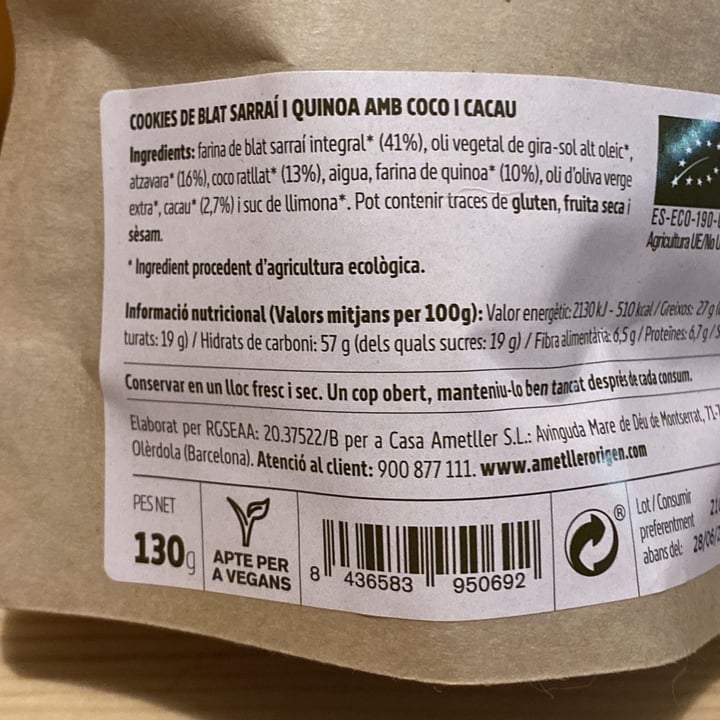 COOKIES DE BLAT SARRAÍ I QUINOA AMB COCO I CACAU
Ingredients: farina de blat sarraí integral* (41%), oli vegetal de gira-sol alt oleic*,
atzavara* (16%), coco ratllat* (13%), aigua, farina de quinoa* (10%), oli d'oliva verge
extra*, cacau* (2,7%) i suc de llimona*. Pot contenir traces de gluten, fruita seca i
sèsam.
* Ingredient procedent d'agricultura ecològica.
ES-ECO-190-
Agricultura UE/No U
Informació nutricional (Valors mitjans per 100g): Valor energètic: 2130 kJ - 510 kcal / Greixos: 27 g
turats: 19 g) / Hidrats de carboni: 57 g (dels quals sucres: 19 g) / Fibra alimentària: 6,5 g / Proteïnes: 6,7 g /
Conservar en un lloc fresc i sec. Un cop obert, manteniu-lo ben tancat després de cada consum.
Elaborat per RGSEAA: 20.37522/B per a Casa Ametller S.L.: Avinguda Mare de Déu de Montserrat,
Olèrdola (Barcelona). Atenció al client: 900 877 111. www.ametllerorigen.com
PES NET
130g
APTE PER
A VEGANS
8 436583 950692
®
Lot / Consumir
preferentment
abans del: 28/06/